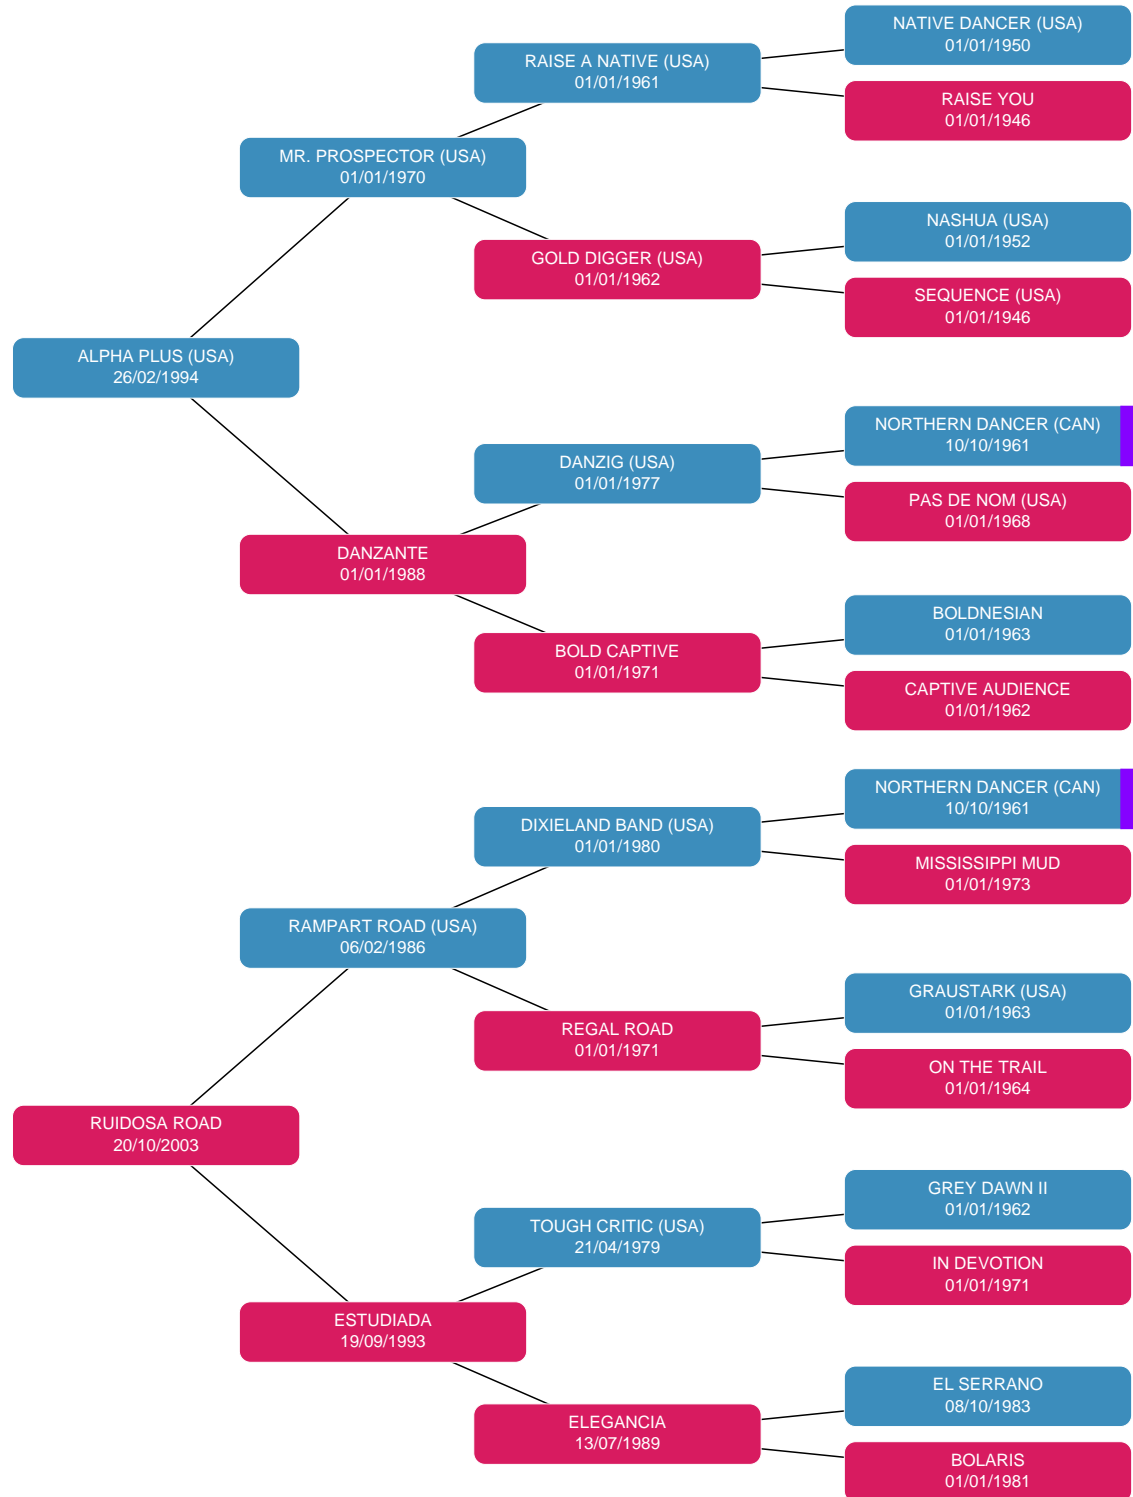 NATIVE DANCER (USA)
01/01/1950
RAISE A NATIVE (USA)
01/01/1961
RAISE YOU
01/01/1946
MR. PROSPECTOR (USA)
01/01/1970
NASHUA (USA)
01/01/1952
GOLD DIGGER (USA)
01/01/1962
SEQUENCE (USA)
01/01/1946
ALPHA PLUS (USA)
26/02/1994
NORTHERN DANCER (CAN)
10/10/1961
DANZIG (USA)
01/01/1977
PAS DE NOM (USA)
01/01/1968
DANZANTE
01/01/1988
BOLDNESIAN
01/01/1963
BOLD CAPTIVE
01/01/1971
CAPTIVE AUDIENCE
01/01/1962
NORTHERN DANCER (CAN)
10/10/1961
DIXIELAND BAND (USA)
01/01/1980
MISSISSIPPI MUD
01/01/1973
RAMPART ROAD (USA)
06/02/1986
GRAUSTARK (USA)
01/01/1963
REGAL ROAD
01/01/1971
ON THE TRAIL
01/01/1964
RUIDOSA ROAD
20/10/2003
GREY DAWN II
01/01/1962
TOUGH CRITIC (USA)
21/04/1979
IN DEVOTION
01/01/1971
ESTUDIADA
19/09/1993
EL SERRANO
08/10/1983
ELEGANCIA
13/07/1989
BOLARIS
01/01/1981